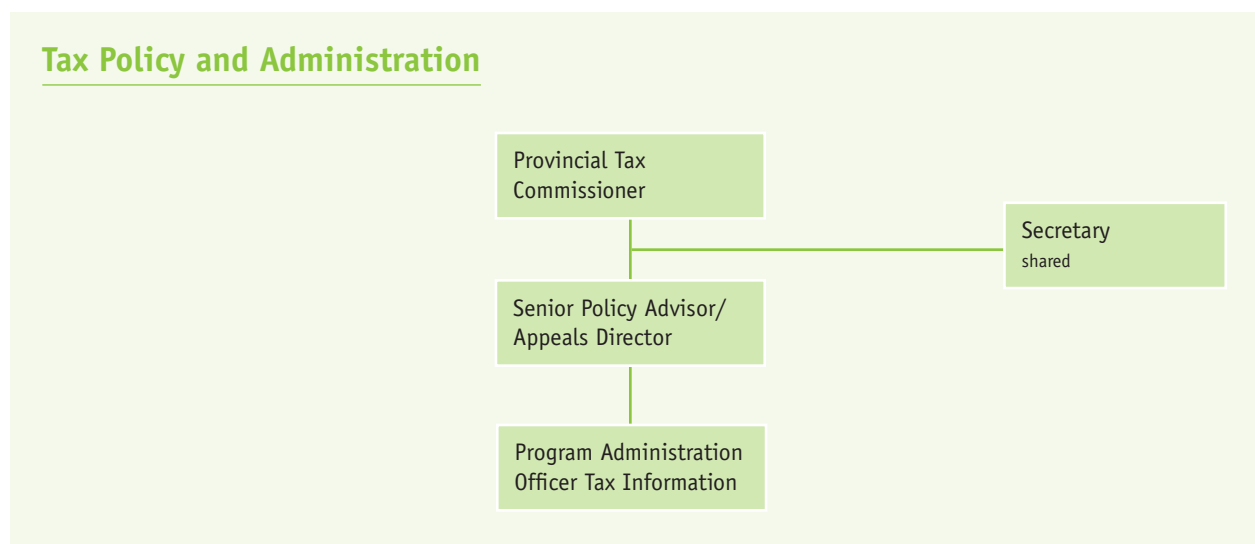 Tax Policy and Administration
Provincial Tax
Commissioner
Secretary
shared
Senior Policy Advisor/
Appeals Director
Program Administration
Officer Tax Information